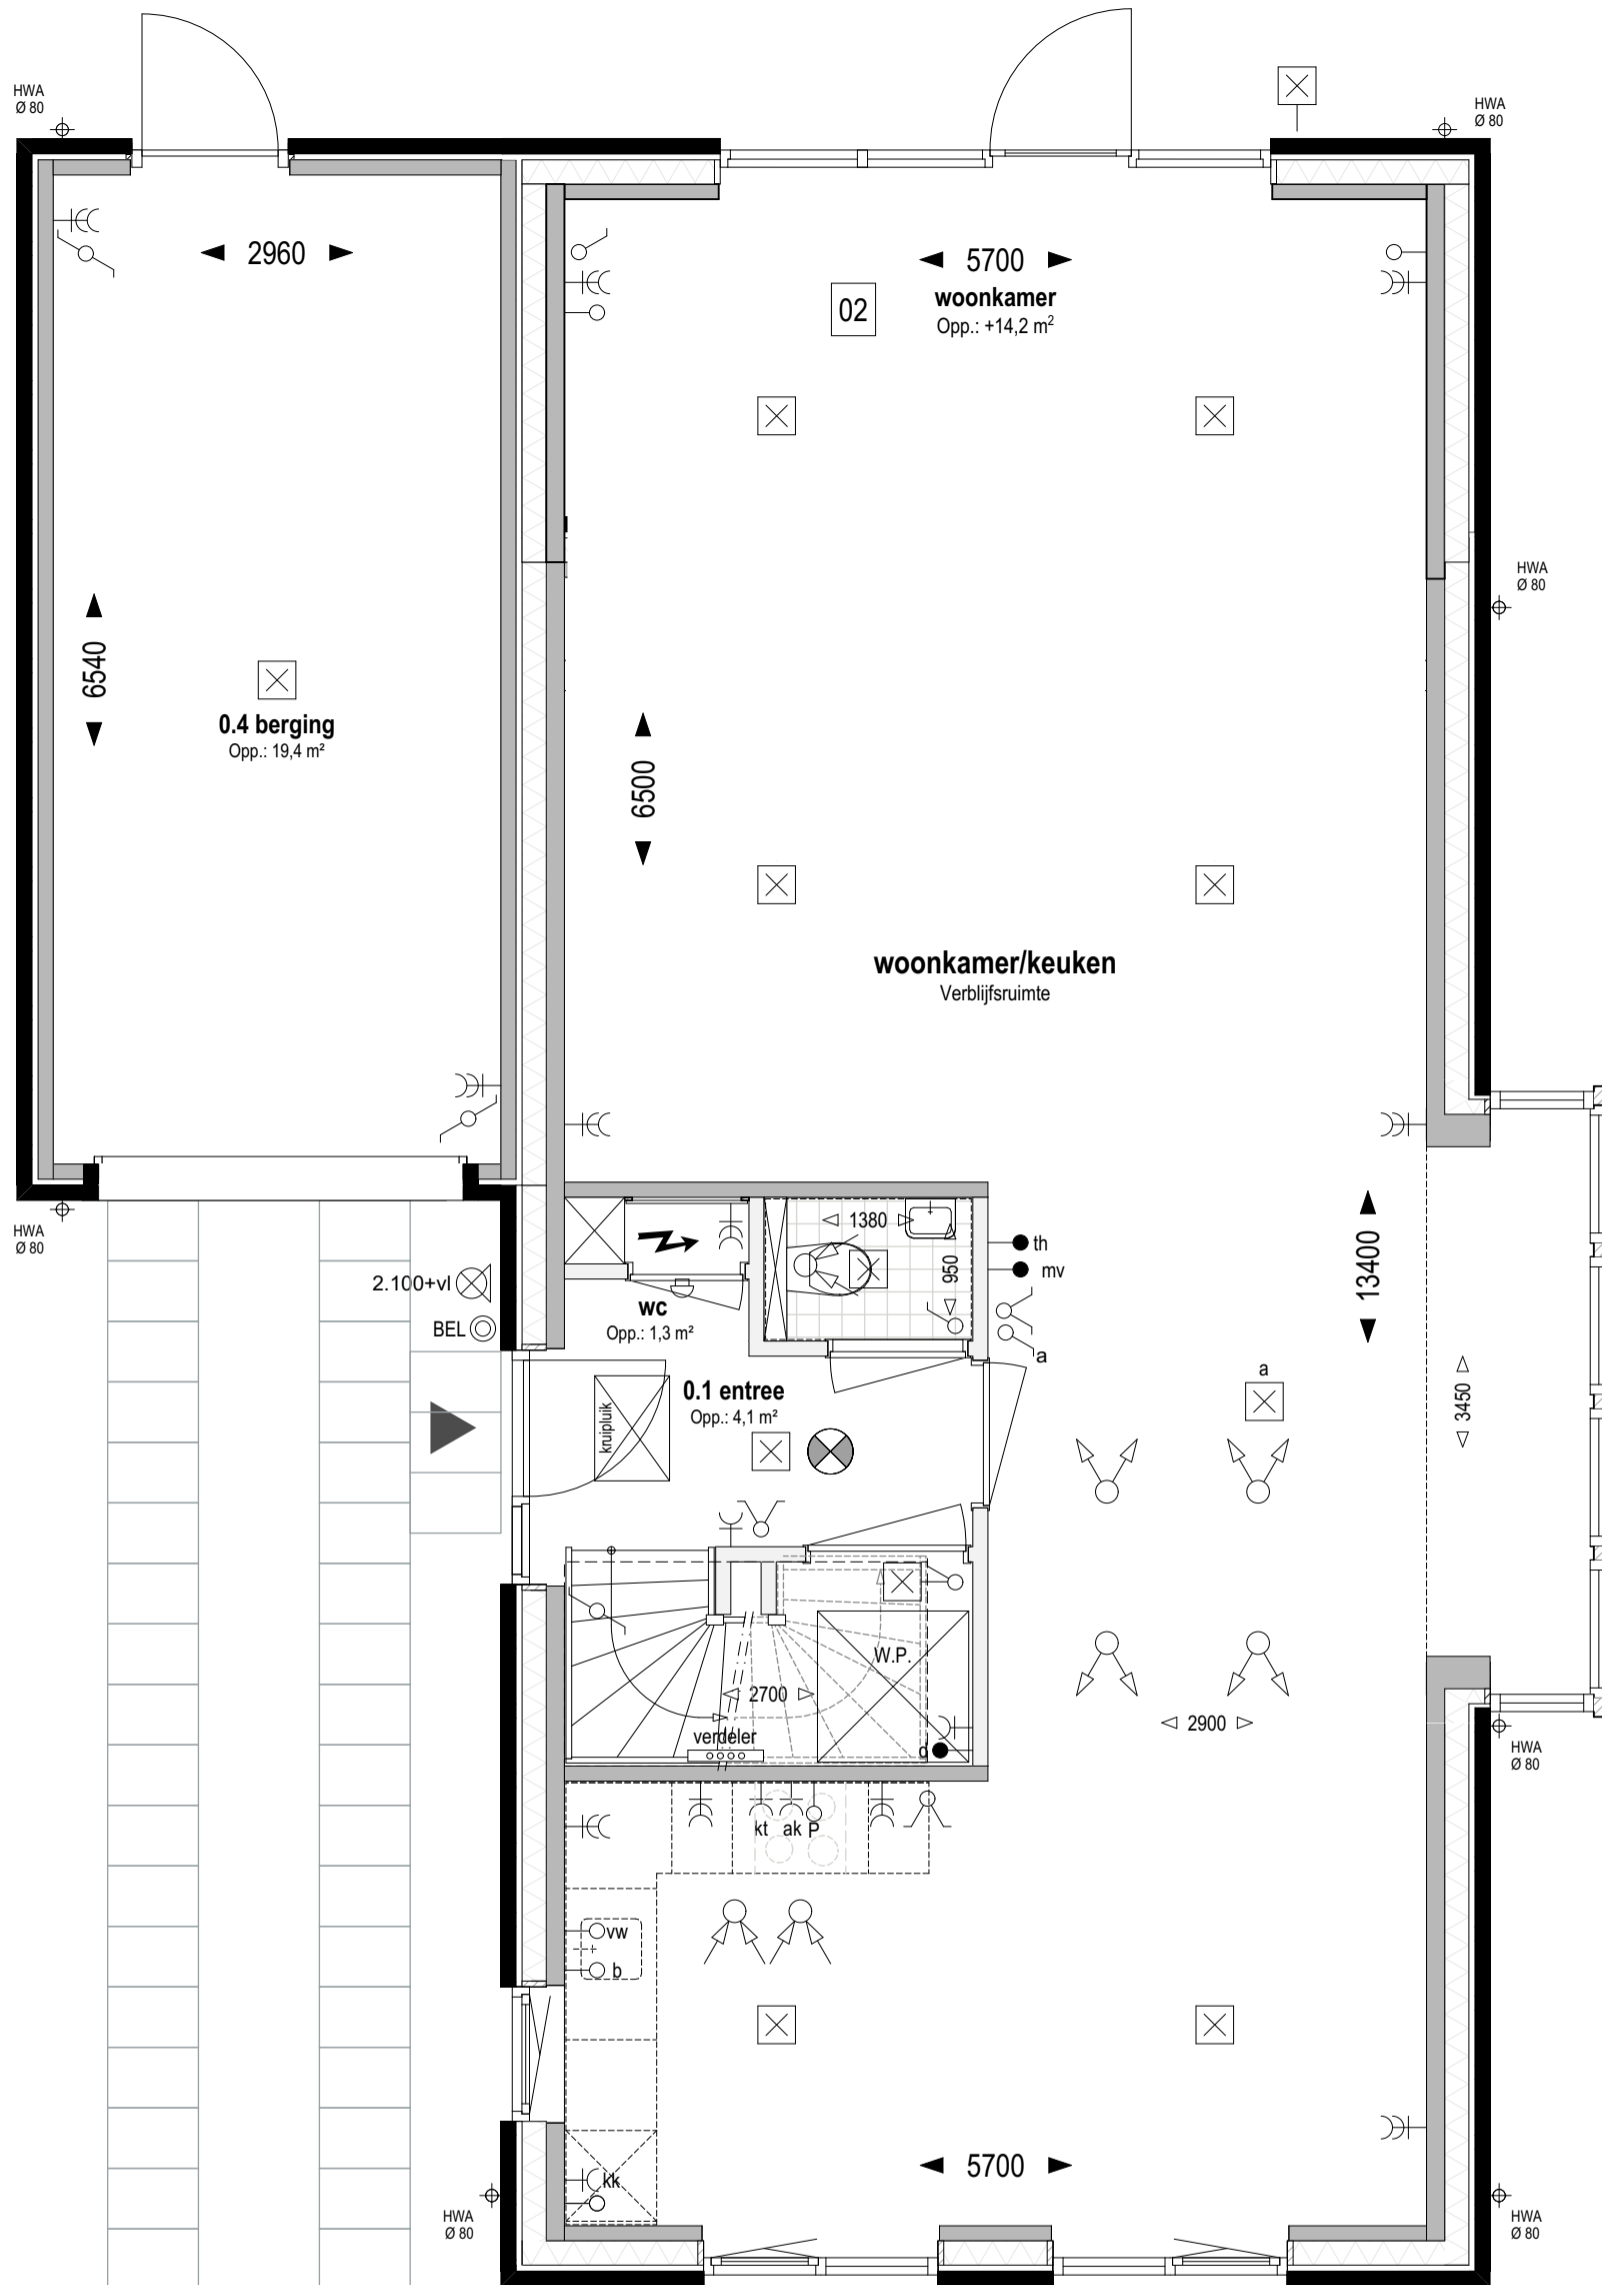 HWA
Ø 80
HWA
Ø 80
2960
5700
woonkamer
Opp.: +14,2 m²
02
HWA
Ø 80
6540
0.4 berging
Opp.: 19,4 m²
6500
woonkamer/keuken
Verblijfsruimte
HWA
Ø 80
1380
950
th
mv
a
13400
2.100+vl
BEL
wc
Opp.: 1,3 m²
0.1 entree
Opp.: 4,1 m²
kruipluik
a
3450
W.P.
2700
verdeler
d
2900
HWA
Ø 80
kt
ak
P
vw
b
kk
5700
HWA
Ø 80
HWA
Ø 80